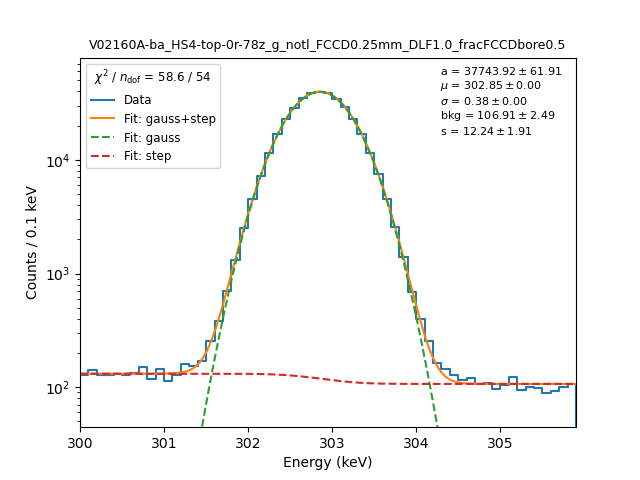 V02160A-ba_HS4-top-0r-78z_g_notl_FCCD0.25mm_DLF1.0_fracFCCDbore0.5
χ² / n_dof = 58.6 / 54
Data
Fit: gauss+step
Fit: gauss
Fit: step
a = 37743.92 ± 61.91
μ = 302.85 ± 0.00
σ = 0.38 ± 0.00
bkg = 106.91 ± 2.49
s = 12.24 ± 1.91
Counts / 0.1 keV
10⁴
10³
10²
300 301 302 303 304 305
Energy (keV)